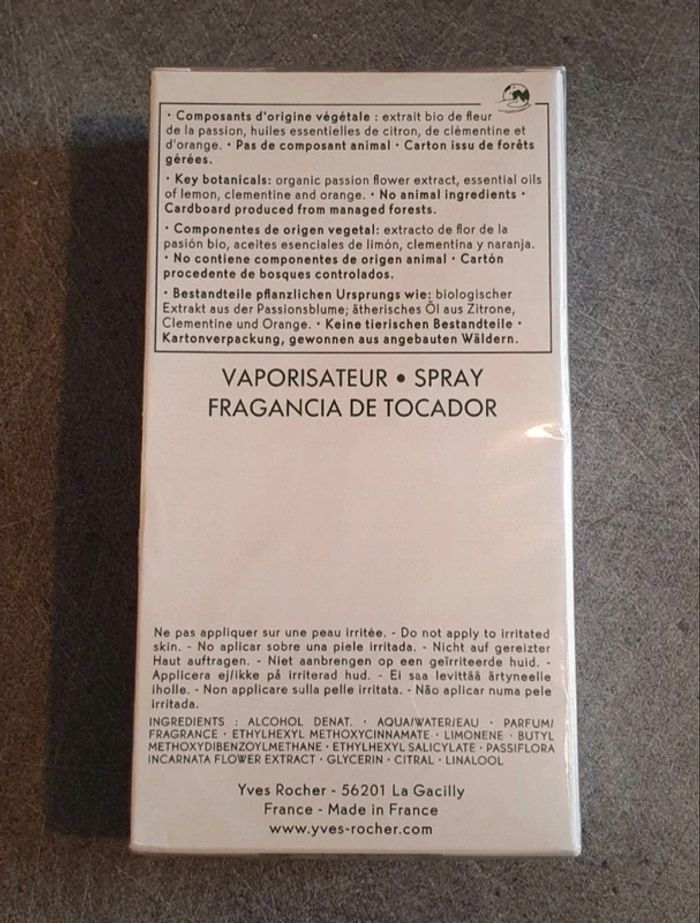 · Composants d'origine végétale : extrait bio de fleur
de la passion, huiles essentielles de citron, de clémentine et
d'orange. · Pas de composant animal · Carton issu de forêts
gérées.
· Key botanicals: organic passion flower extract, essential oils
of lemon, clementine and orange. · No animal ingredients ·
Cardboard produced from managed forests.
· Componentes de origen vegetal: extracto de flor de la
pasión bio, aceites esenciales de limón, clementina y naranja.
· No contiene componentes de origen animal · Cartón
procedente de bosques controlados.
· Bestandteile pflanzlichen Ursprungs wie: biologischer
Extrakt aus der Passionsblume; ätherisches Öl aus Zitrone,
Clementine und Orange. · Keine tierischen Bestandteile ·
Kartonverpackung, gewonnen aus angebauten Wäldern.
VAPORISATEUR • SPRAY
FRAGANCIA DE TOCADOR
Ne pas appliquer sur une peau irritée. - Do not apply to irritated
skin. - No aplicar sobre una piele irritada. - Nicht auf gereizter
Haut auftragen. - Niet aanbrengen op een geïrriteerde huid. -
Applicera ej/ikke på irriterad hud. - Ei saa levittää ärtyneelle
iholle. - Non applicare sulla pelle irritata. - Não aplicar numa pele
irritada.
INGREDIENTS : ALCOHOL DENAT. · AQUA/WATER/EAU · PARFUM/
FRAGRANCE · ETHYLHEXYL METHOXYCINNAMATE · LIMONENE · BUTYL
METHOXYDIBENZOYLMETHANE · ETHYLHEXYL SALICYLATE · PASSIFLORA
INCARNATA FLOWER EXTRACT · GLYCERIN · CITRAL · LINALOOL
Yves Rocher - 56201 La Gacilly
France - Made in France
www.yves-rocher.com